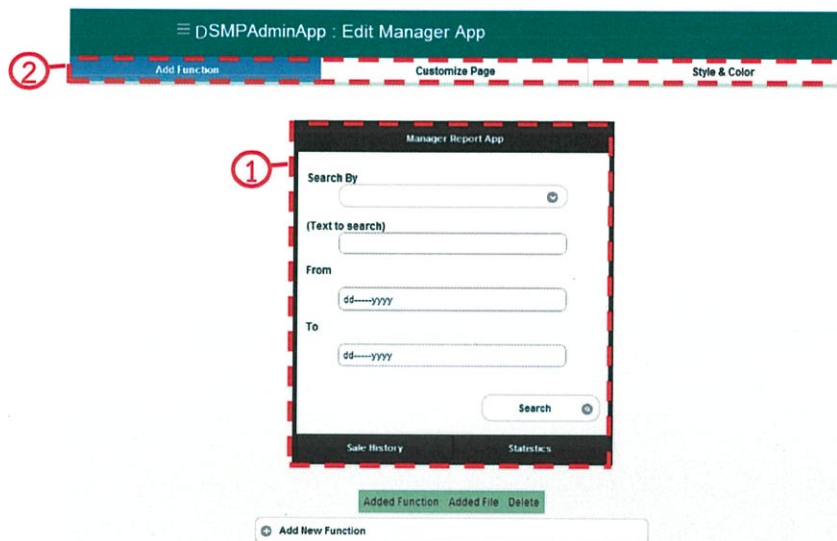 DSMPAdminApp : Edit Manager App
2
Add Function Customize Page Style & Color
Manager Report App
1
Search By
(Text to search)
From
dd-----yyyy
To
dd-----yyyy
Search
Sale History Statistics
Added Function Added File Delete
Add New Function